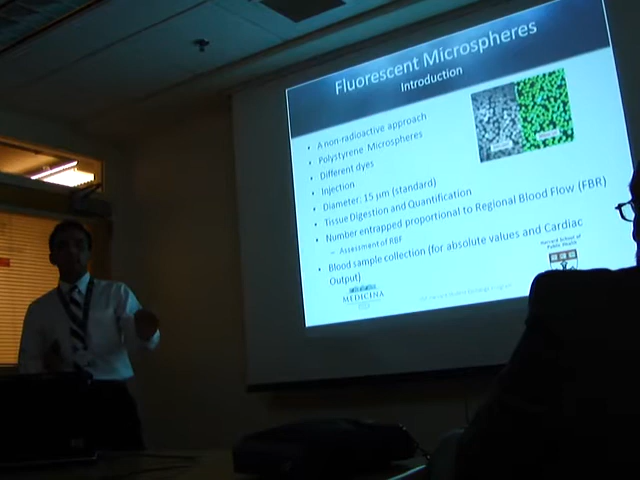 Fluorescent Microspheres
Introduction
• A non-radioactive approach
• Polystyrene Microspheres
• Different dyes
• Injection
• Diameter: 15 µm (standard)
• Tissue Digestion and Quantification
• Number entrapped proportional to Regional Blood Flow (FBR)
– Assessment of RBF
• Blood sample collection (for absolute values and Cardiac
Output)
MEDICINA
Harvard School of
Public Health